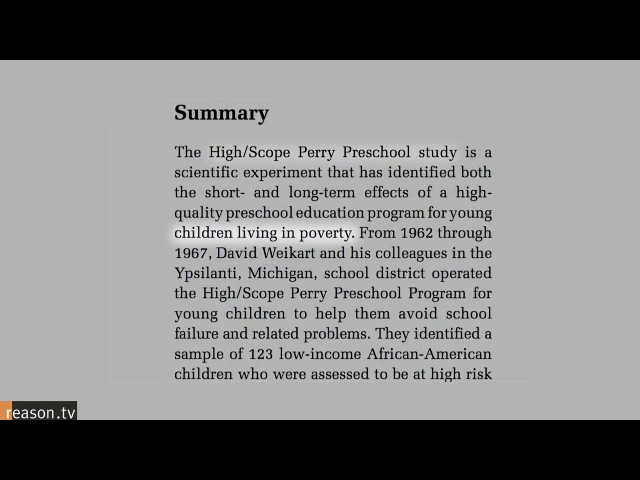 Summary
The High/Scope Perry Preschool study is a
scientific experiment that has identified both
the short- and long-term effects of a high-
quality preschool education program for young
children living in poverty. From 1962 through
1967, David Weikart and his colleagues in the
Ypsilanti, Michigan, school district operated
the High/Scope Perry Preschool Program for
young children to help them avoid school
failure and related problems. They identified a
sample of 123 low-income African-American
children who were assessed to be at high risk
reason.tv